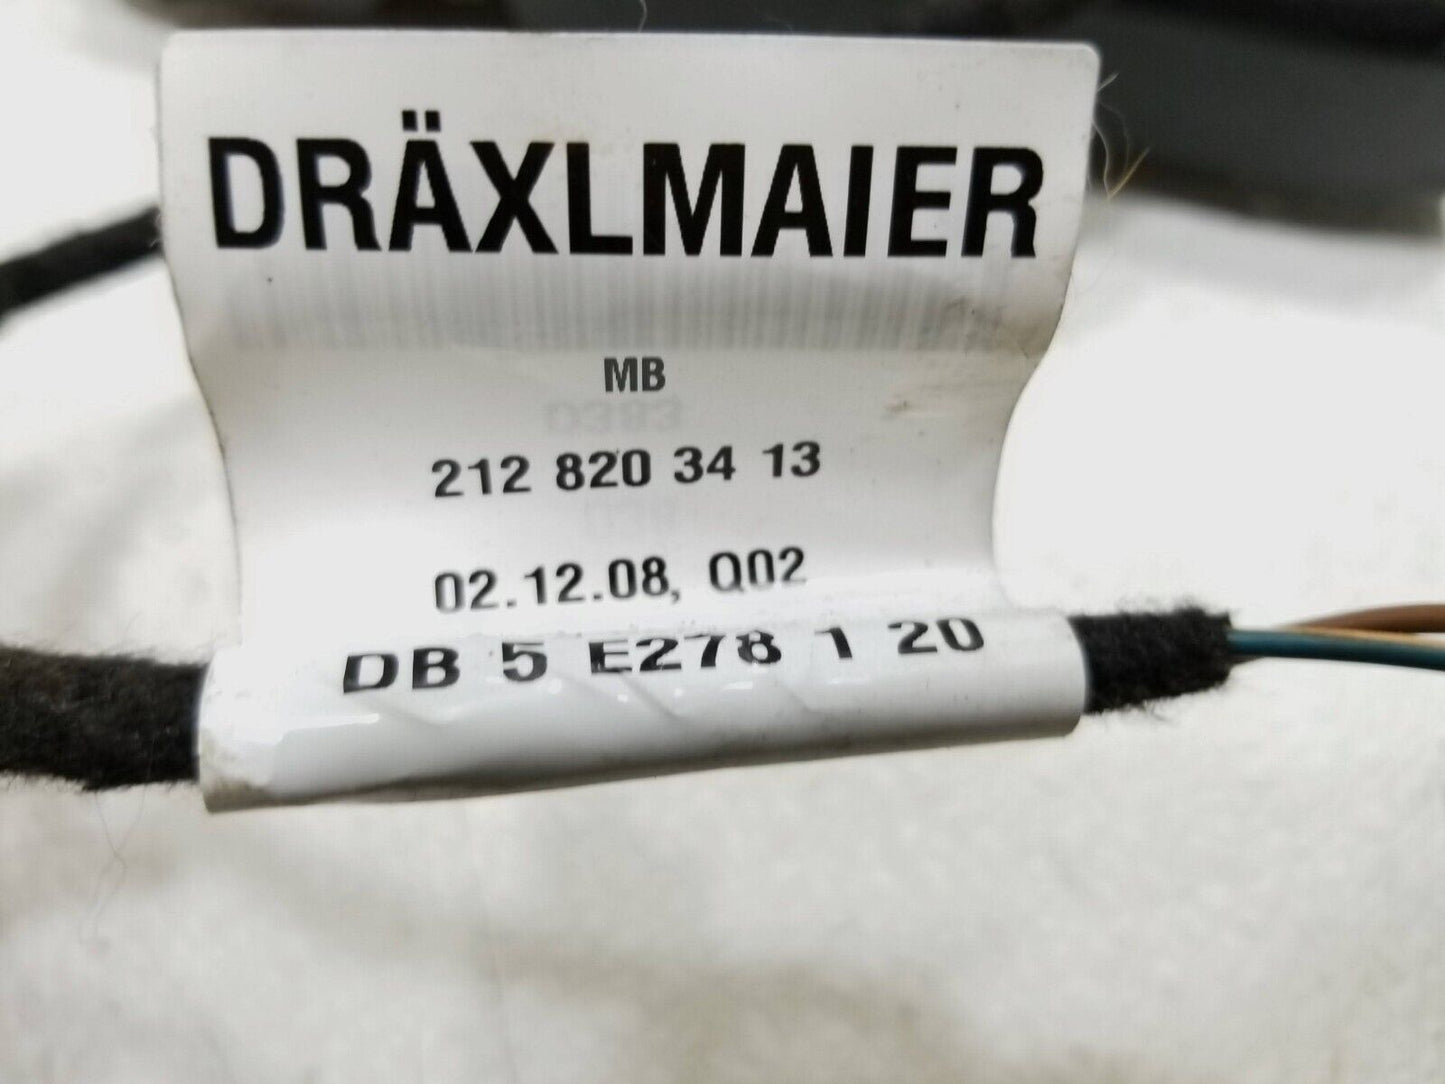 DRÄXLMAIER
MB
212 820 34 13
02.12.08, Q02
DB 5 E278 1 20